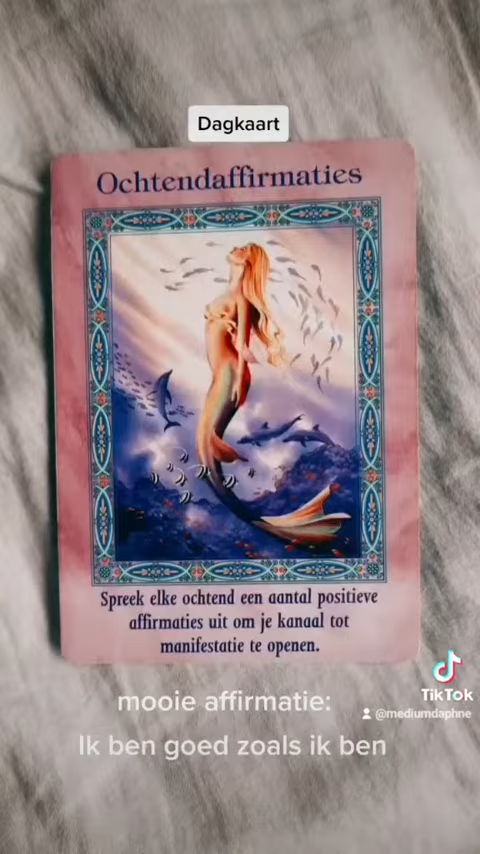 Dagkaart
Ochtendaffirmaties
Spreek elke ochtend een aantal positieve
affirmaties uit om je kanaal tot
manifestatie te openen.
mooie affirmatie:
Ik ben goed zoals ik ben
TikTok
@mediumdaphne